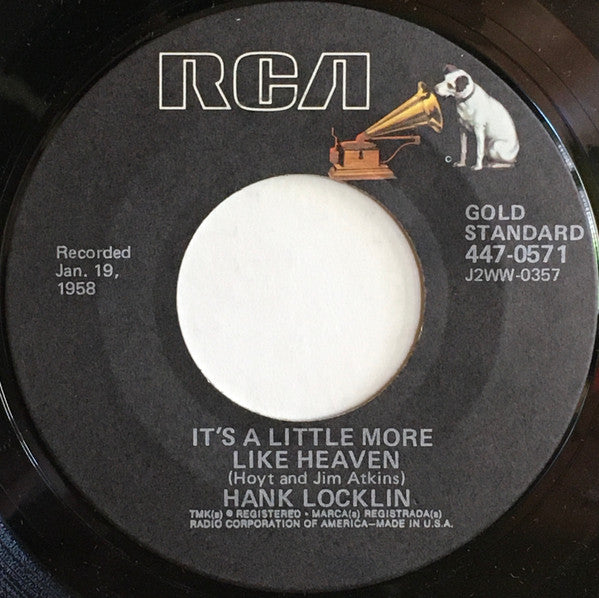 RCA
©
GOLD
STANDARD
447-0571
J2WW-0357
Recorded
Jan. 19,
1958
IT'S A LITTLE MORE
LIKE HEAVEN
(Hoyt and Jim Atkins)
HANK LOCKLIN
TMK(s) ® REGISTERED • MARCA(s) REGISTRADA(s)
RADIO CORPORATION OF AMERICA—MADE IN U.S.A.